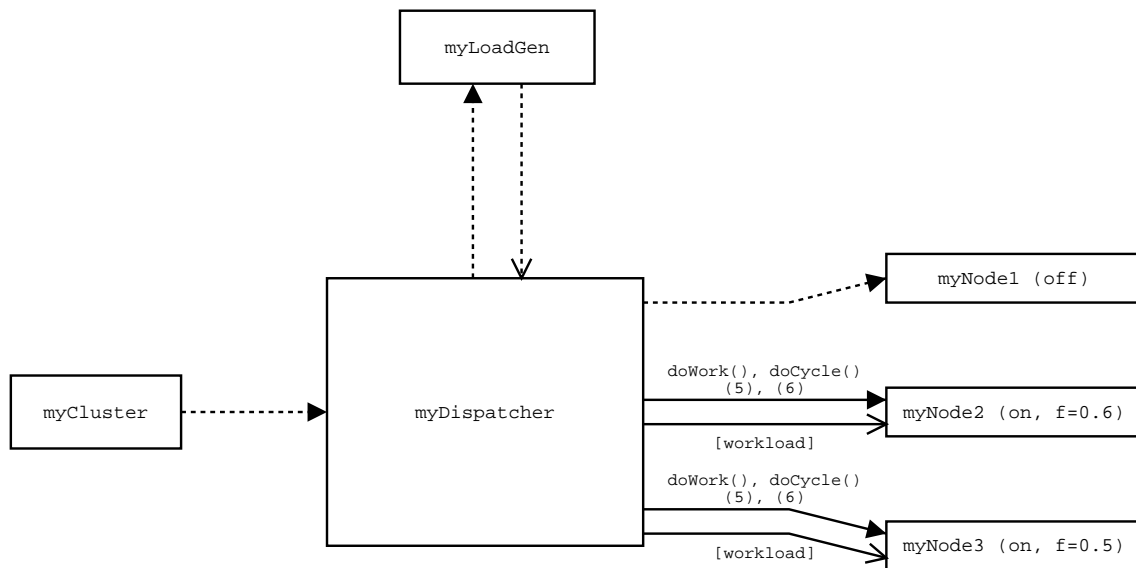 myLoadGen
myNode1 (off)
doWork(), doCycle()
(5), (6)
myCluster
myDispatcher
myNode2 (on, f=0.6)
[workload]
doWork(), doCycle()
(5), (6)
myNode3 (on, f=0.5)
[workload]